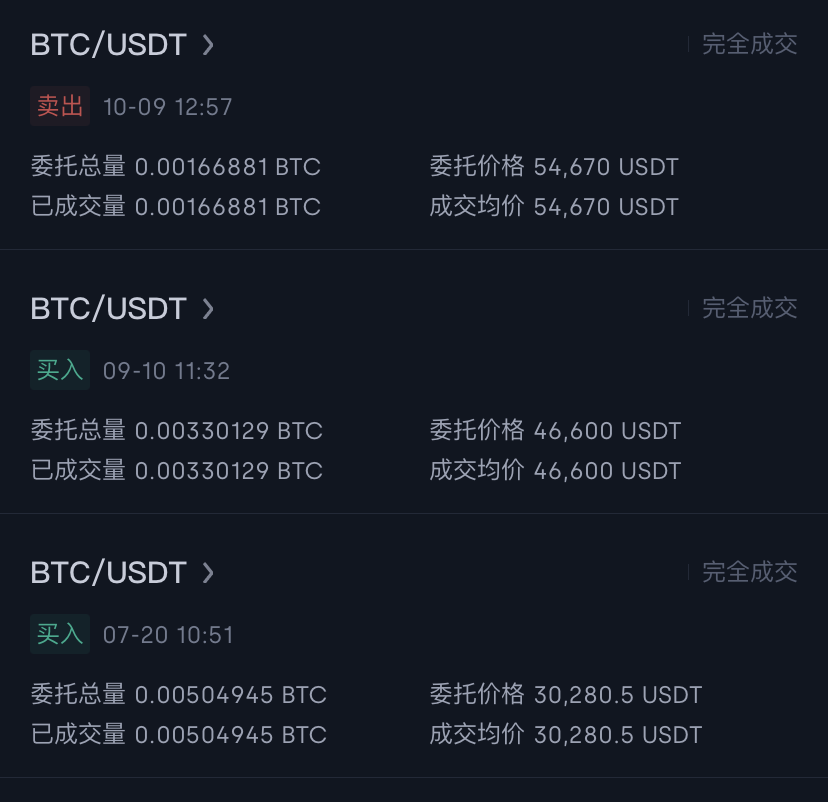 BTC/USDT > 完全成交
卖出 10-09 12:57
委托总量 0.00166881 BTC 委托价格 54,670 USDT
已成交量 0.00166881 BTC 成交均价 54,670 USDT
BTC/USDT > 完全成交
买入 09-10 11:32
委托总量 0.00330129 BTC 委托价格 46,600 USDT
已成交量 0.00330129 BTC 成交均价 46,600 USDT
BTC/USDT > 完全成交
买入 07-20 10:51
委托总量 0.00504945 BTC 委托价格 30,280.5 USDT
已成交量 0.00504945 BTC 成交均价 30,280.5 USDT